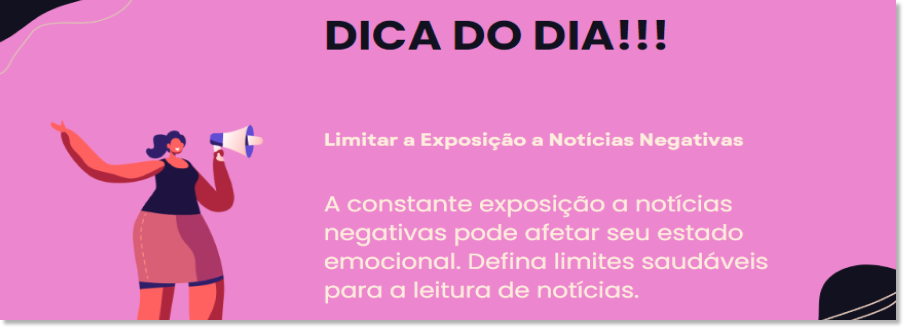 DICA DO DIA!!!
Limitar a Exposição a Notícias Negativas
A constante exposição a notícias
negativas pode afetar seu estado
emocional. Defina limites saudáveis
para a leitura de notícias.